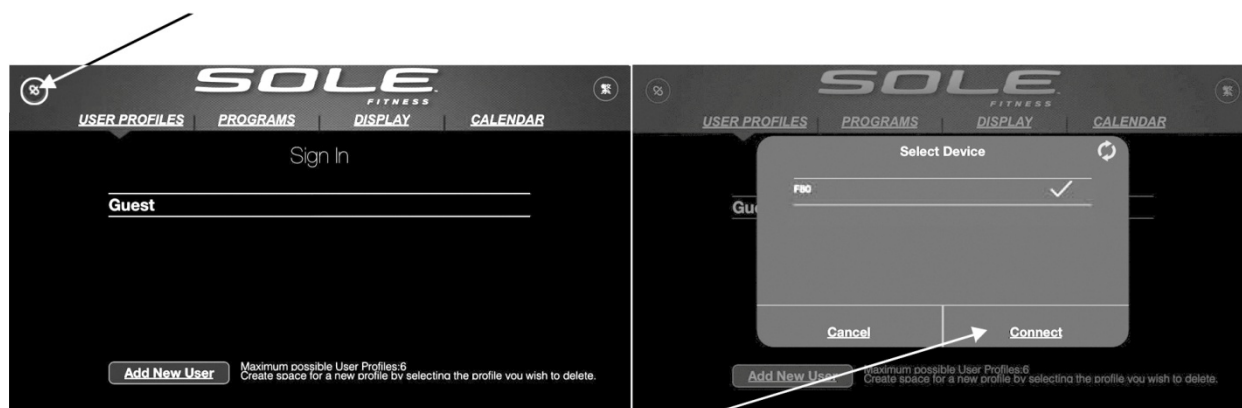 SOLE
FITNESS
USER PROFILES PROGRAMS DISPLAY CALENDAR
Sign In
Guest
Add New User
Maximum possible User Profiles:6
Create space for a new profile by selecting the profile you wish to delete.
繁
SOLE
FITNESS
USER PROFILES PROGRAMS DISPLAY CALENDAR
繁
Select Device
F80
Gu
Cancel Connect
Add New User
Maximum possible User Profiles:6
Create space for a new profile by selecting the profile you wish to delete.